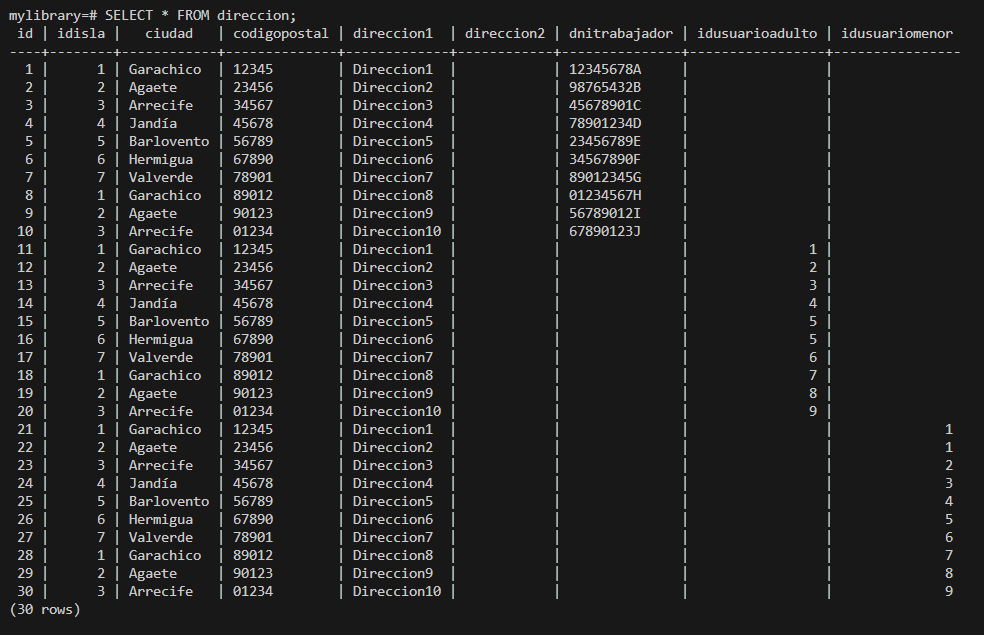 mylibrary=# SELECT * FROM direccion;
 id | idisla |   ciudad   | codigopostal | direccion1  | direccion2 | dnitrabajador | idusuarioadulto | idusuariomenor
----+--------+------------+--------------+-------------+------------+---------------+-----------------+----------------
  1 |      1 | Garachico  | 12345        | Direccion1  |            | 12345678A     |                 |
  2 |      2 | Agaete     | 23456        | Direccion2  |            | 98765432B     |                 |
  3 |      3 | Arrecife   | 34567        | Direccion3  |            | 45678901C     |                 |
  4 |      4 | Jandía     | 45678        | Direccion4  |            | 78901234D     |                 |
  5 |      5 | Barlovento | 56789        | Direccion5  |            | 23456789E     |                 |
  6 |      6 | Hermigua   | 67890        | Direccion6  |            | 34567890F     |                 |
  7 |      7 | Valverde   | 78901        | Direccion7  |            | 89012345G     |                 |
  8 |      1 | Garachico  | 89012        | Direccion8  |            | 01234567H     |                 |
  9 |      2 | Agaete     | 90123        | Direccion9  |            | 56789012I     |                 |
 10 |      3 | Arrecife   | 01234        | Direccion10 |            | 67890123J     |                 |
 11 |      1 | Garachico  | 12345        | Direccion1  |            |               |               1 |
 12 |      2 | Agaete     | 23456        | Direccion2  |            |               |               2 |
 13 |      3 | Arrecife   | 34567        | Direccion3  |            |               |               3 |
 14 |      4 | Jandía     | 45678        | Direccion4  |            |               |               4 |
 15 |      5 | Barlovento | 56789        | Direccion5  |            |               |               5 |
 16 |      6 | Hermigua   | 67890        | Direccion6  |            |               |               5 |
 17 |      7 | Valverde   | 78901        | Direccion7  |            |               |               6 |
 18 |      1 | Garachico  | 89012        | Direccion8  |            |               |               7 |
 19 |      2 | Agaete     | 90123        | Direccion9  |            |               |               8 |
 20 |      3 | Arrecife   | 01234        | Direccion10 |            |               |               9 |
 21 |      1 | Garachico  | 12345        | Direccion1  |            |               |                 |              1
 22 |      2 | Agaete     | 23456        | Direccion2  |            |               |                 |              1
 23 |      3 | Arrecife   | 34567        | Direccion3  |            |               |                 |              2
 24 |      4 | Jandía     | 45678        | Direccion4  |            |               |                 |              3
 25 |      5 | Barlovento | 56789        | Direccion5  |            |               |                 |              4
 26 |      6 | Hermigua   | 67890        | Direccion6  |            |               |                 |              5
 27 |      7 | Valverde   | 78901        | Direccion7  |            |               |                 |              6
 28 |      1 | Garachico  | 89012        | Direccion8  |            |               |                 |              7
 29 |      2 | Agaete     | 90123        | Direccion9  |            |               |                 |              8
 30 |      3 | Arrecife   | 01234        | Direccion10 |            |               |                 |              9
(30 rows)